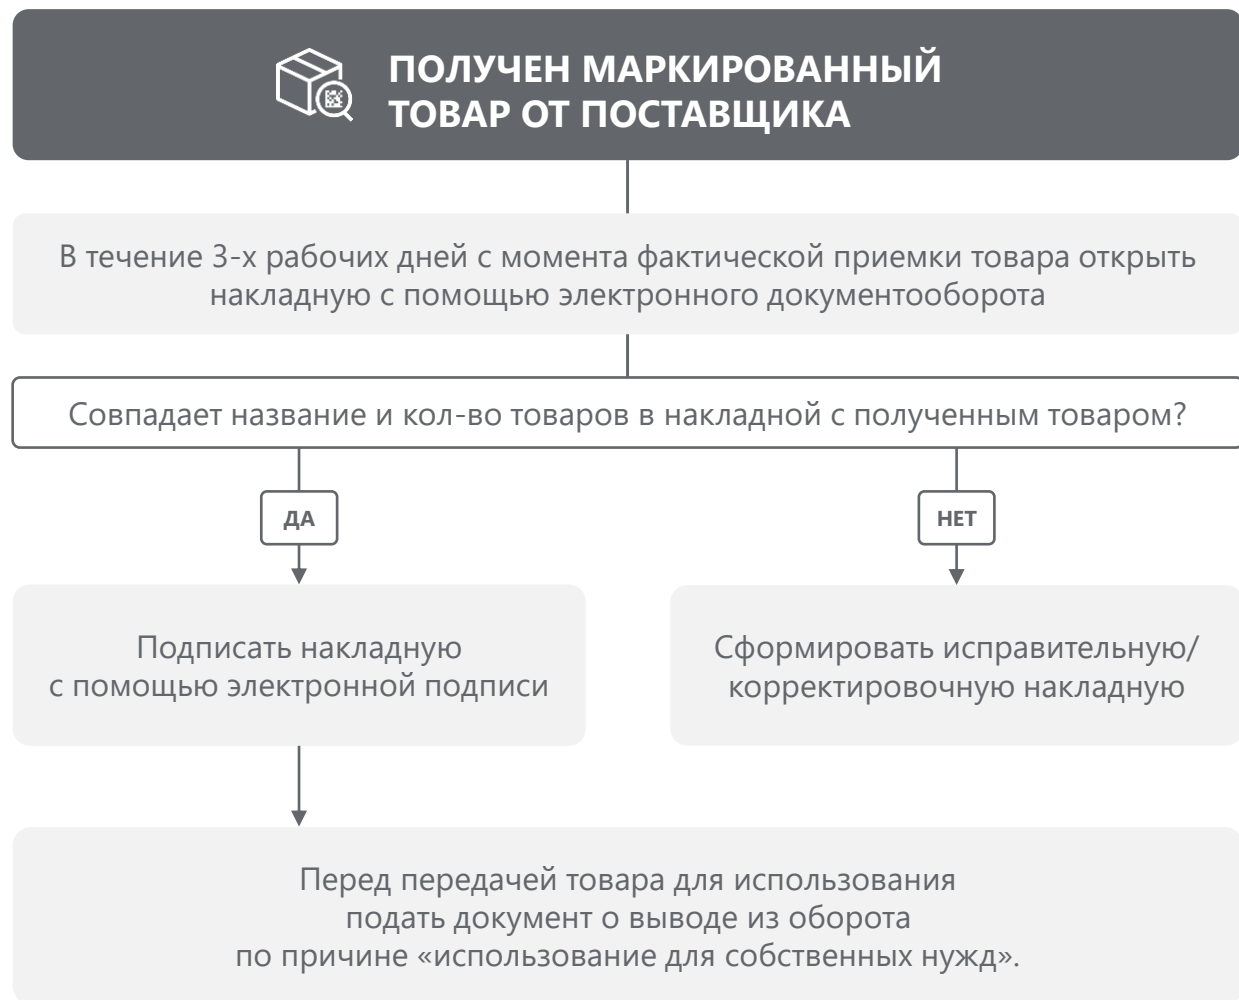 ПОЛУЧЕН МАРКИРОВАННЫЙ
ТОВАР ОТ ПОСТАВЩИКА
В течение 3-х рабочих дней с момента фактической приемки товара открыть
накладную с помощью электронного документооборота
Совпадает название и кол-во товаров в накладной с полученным товаром?
ДА
НЕТ
Подписать накладную
с помощью электронной подписи
Сформировать исправительную/
корректировочную накладную
Перед передачей товара для использования
подать документ о выводе из оборота
по причине «использование для собственных нужд».